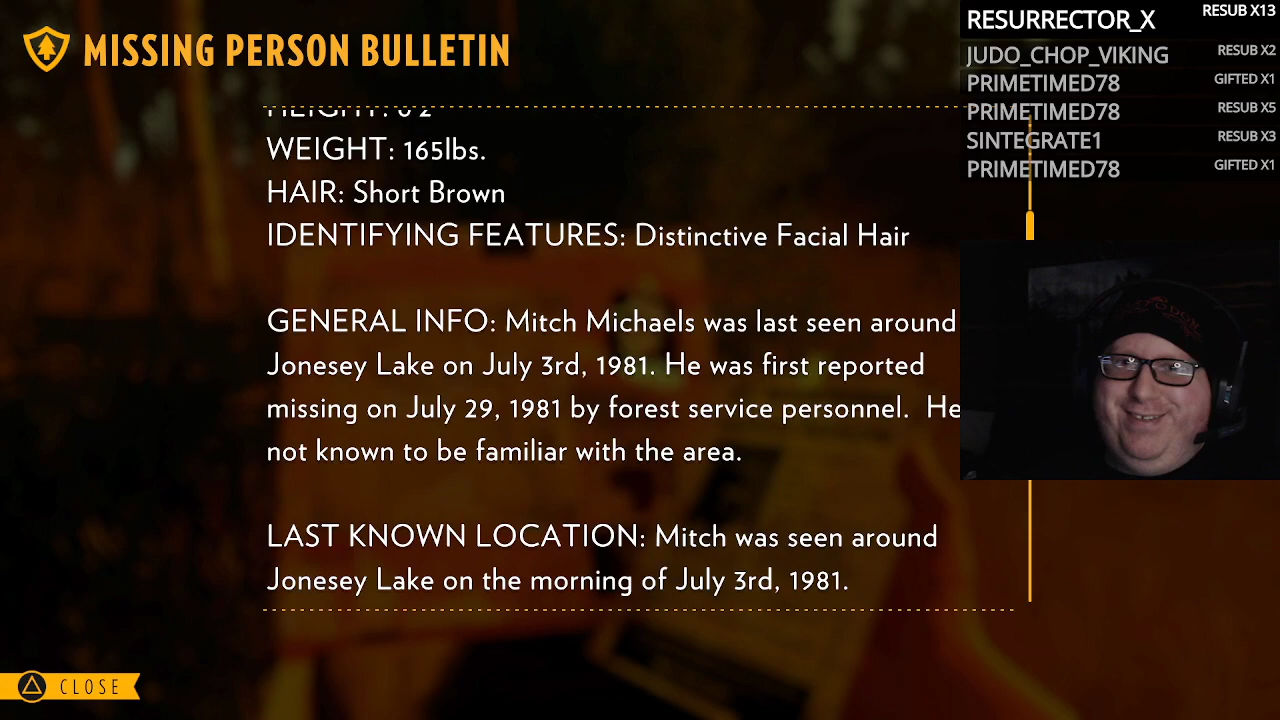 MISSING PERSON BULLETIN
HEIGHT: 6'2
WEIGHT: 165lbs.
HAIR: Short Brown
IDENTIFYING FEATURES: Distinctive Facial Hair
GENERAL INFO: Mitch Michaels was last seen around
Jonesey Lake on July 3rd, 1981. He was first reported
missing on July 29, 1981 by forest service personnel. He
not known to be familiar with the area.
LAST KNOWN LOCATION: Mitch was seen around
Jonesey Lake on the morning of July 3rd, 1981.
CLOSE
RESURRECTOR_X RESUB X13
JUDO_CHOP_VIKING RESUB X2
PRIMETIMED78 GIFTED X1
PRIMETIMED78 RESUB X5
SINTEGRATE1 RESUB X3
PRIMETIMED78 GIFTED X1